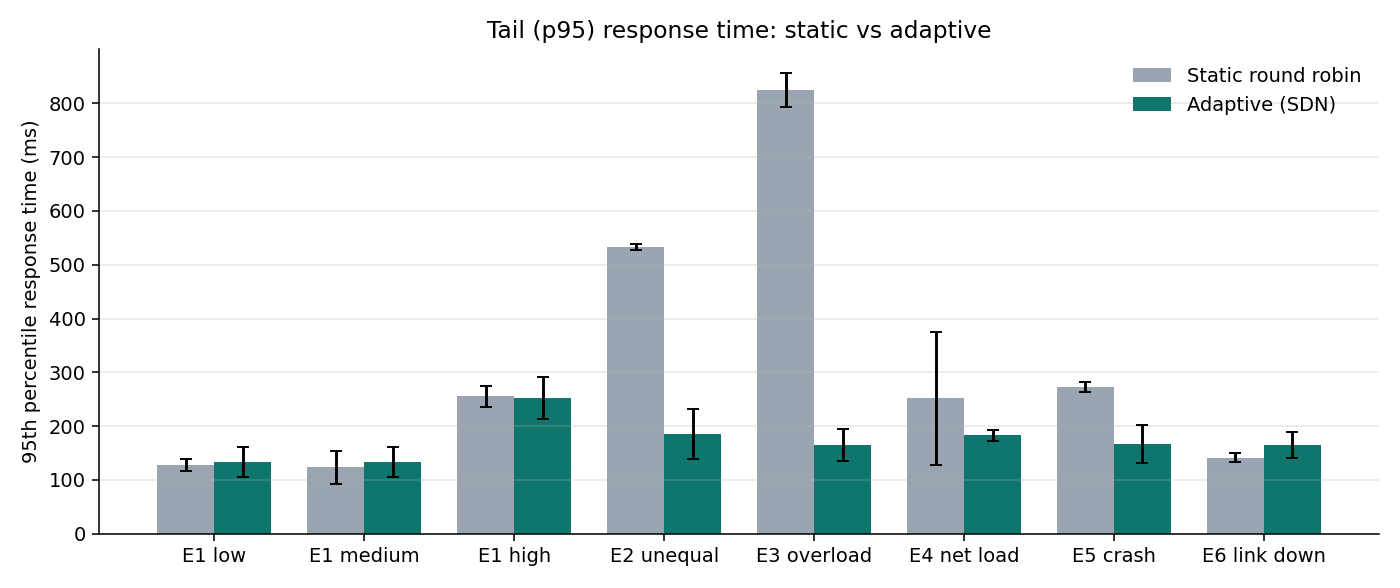 Tail (p95) response time: static vs adaptive
Static round robin
Adaptive (SDN)
95th percentile response time (ms)
800
700
600
500
400
300
200
100
0
E1 low
E1 medium
E1 high
E2 unequal
E3 overload
E4 net load
E5 crash
E6 link down